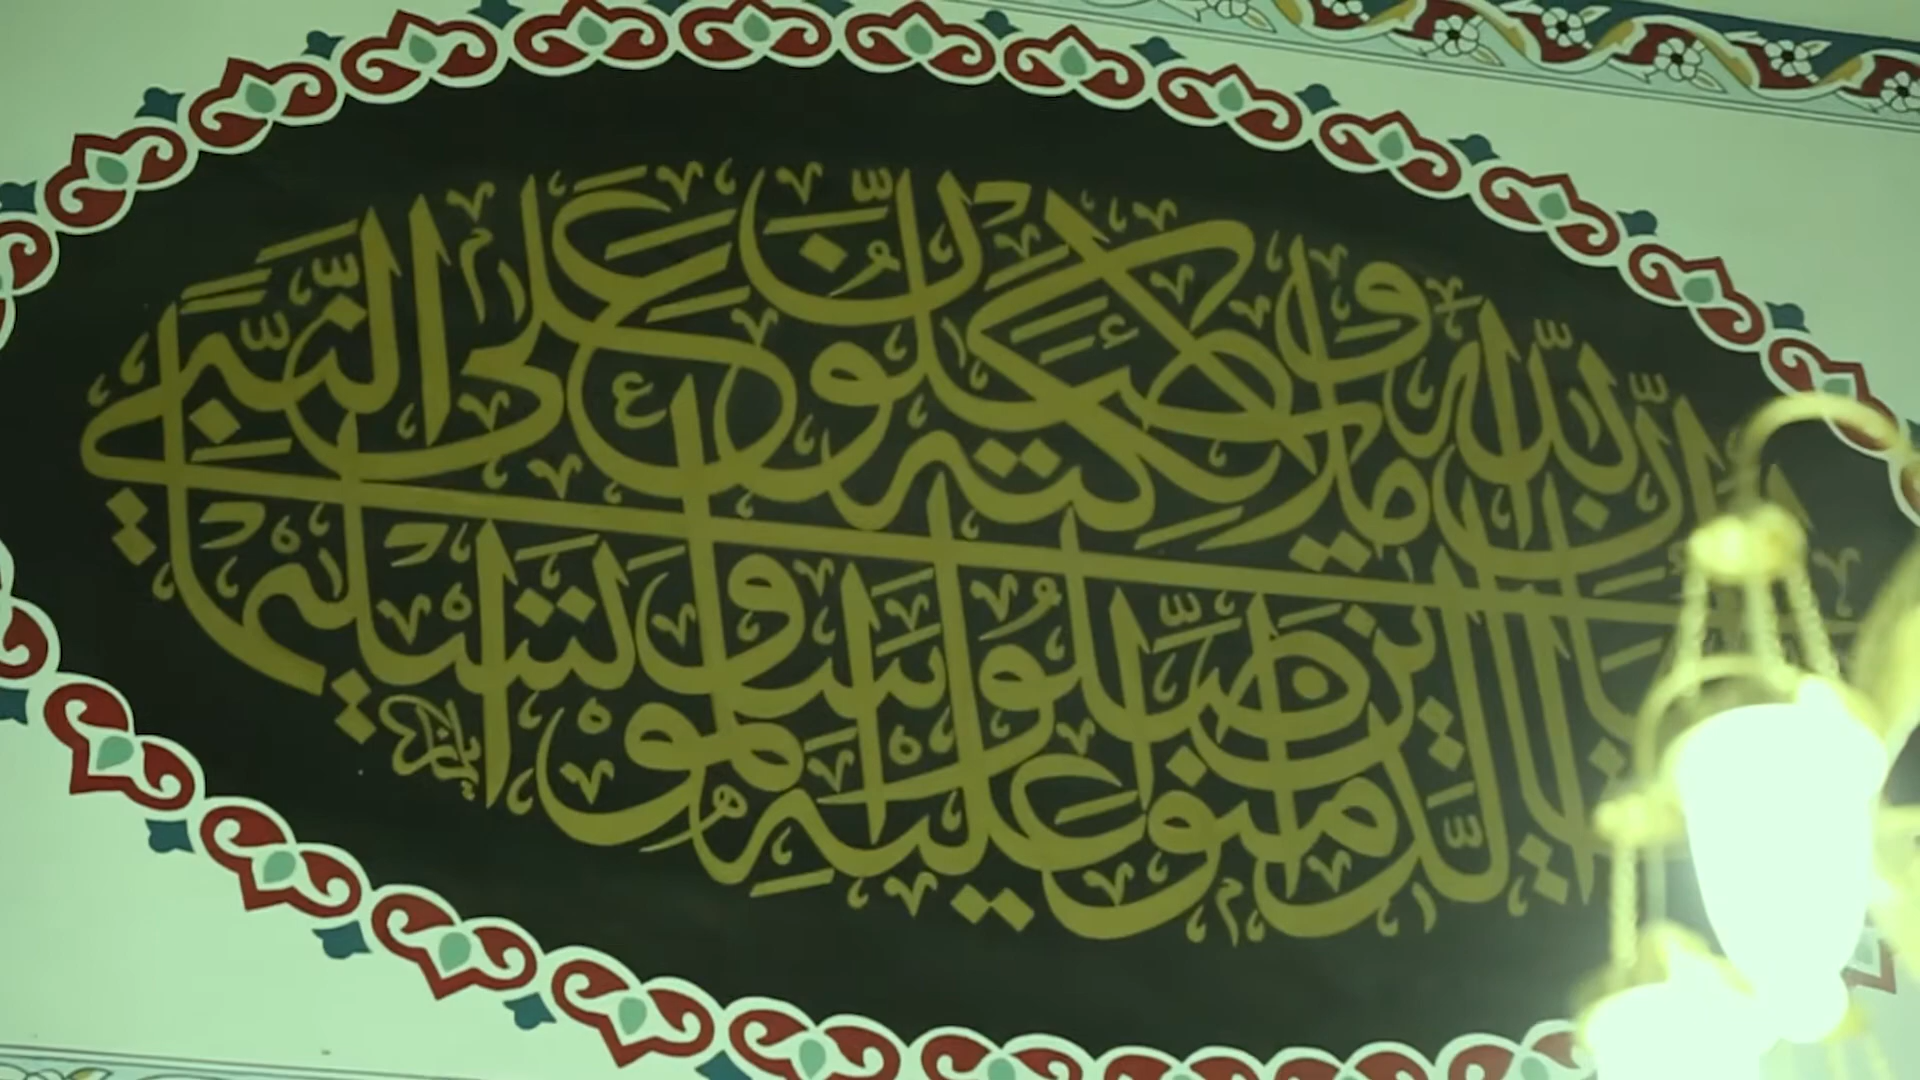 إِنَّ اللّٰهَ وَمَلَائِكَتَهُ يُصَلُّونَ عَلَى النَّبِيِّ
يَا أَيُّهَا الَّذِينَ آمَنُوا صَلُّوا عَلَيْهِ وَسَلِّمُوا تَسْلِيمًا